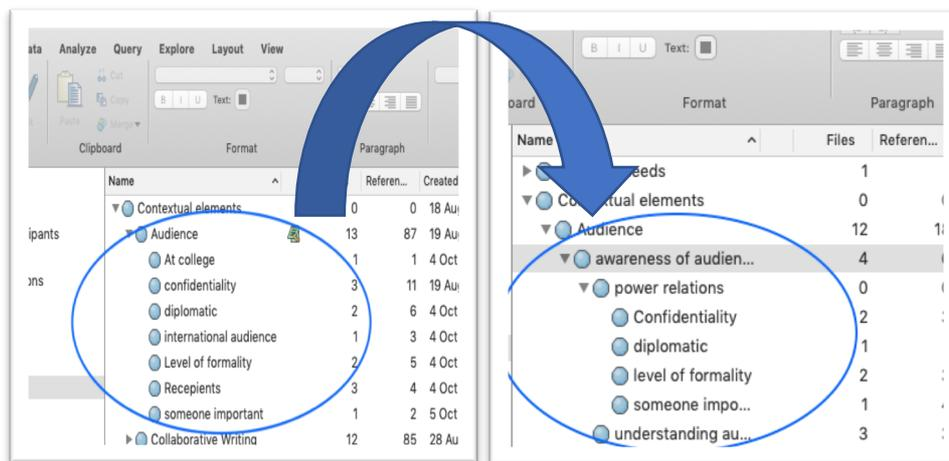 ata Analyze Query Explore Layout View
Cut
Copy
Paste
Merge
B I U Text:
Clipboard Format Paragraph
Name Referen... Created
Contextual elements 0 0 18 Au
ipants
Audience 13 87 19 Au
At college 1 1 4 Oct
ons
confidentiality 3 11 19 Au
diplomatic 2 6 4 Oct
international audience 1 3 4 Oct
Level of formality 2 5 4 Oct
Recepients 3 4 4 Oct
someone important 1 2 5 Oct
Collaborative Writing 12 85 28 Au
B I U Text:
oard Format Paragraph
Name Files Referen...
eeds 1
Contextual elements 0
Audience 12 18
awareness of audien... 4
power relations 0
Confidentiality 2
diplomatic 1
level of formality 2
someone impo... 1
understanding au... 3